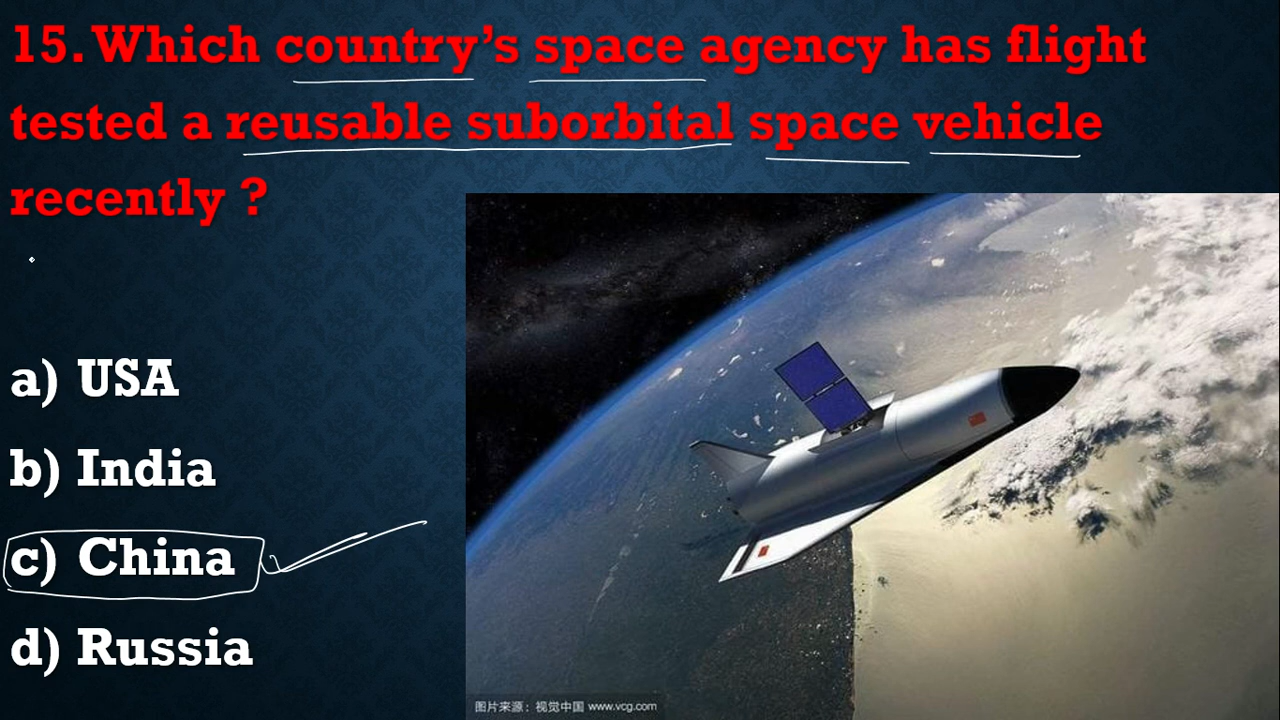 15. Which country's space agency has flight
tested a reusable suborbital space vehicle
recently ?
a) USA
b) India
c) China
d) Russia
图片来源：视觉中国 www.vcg.com